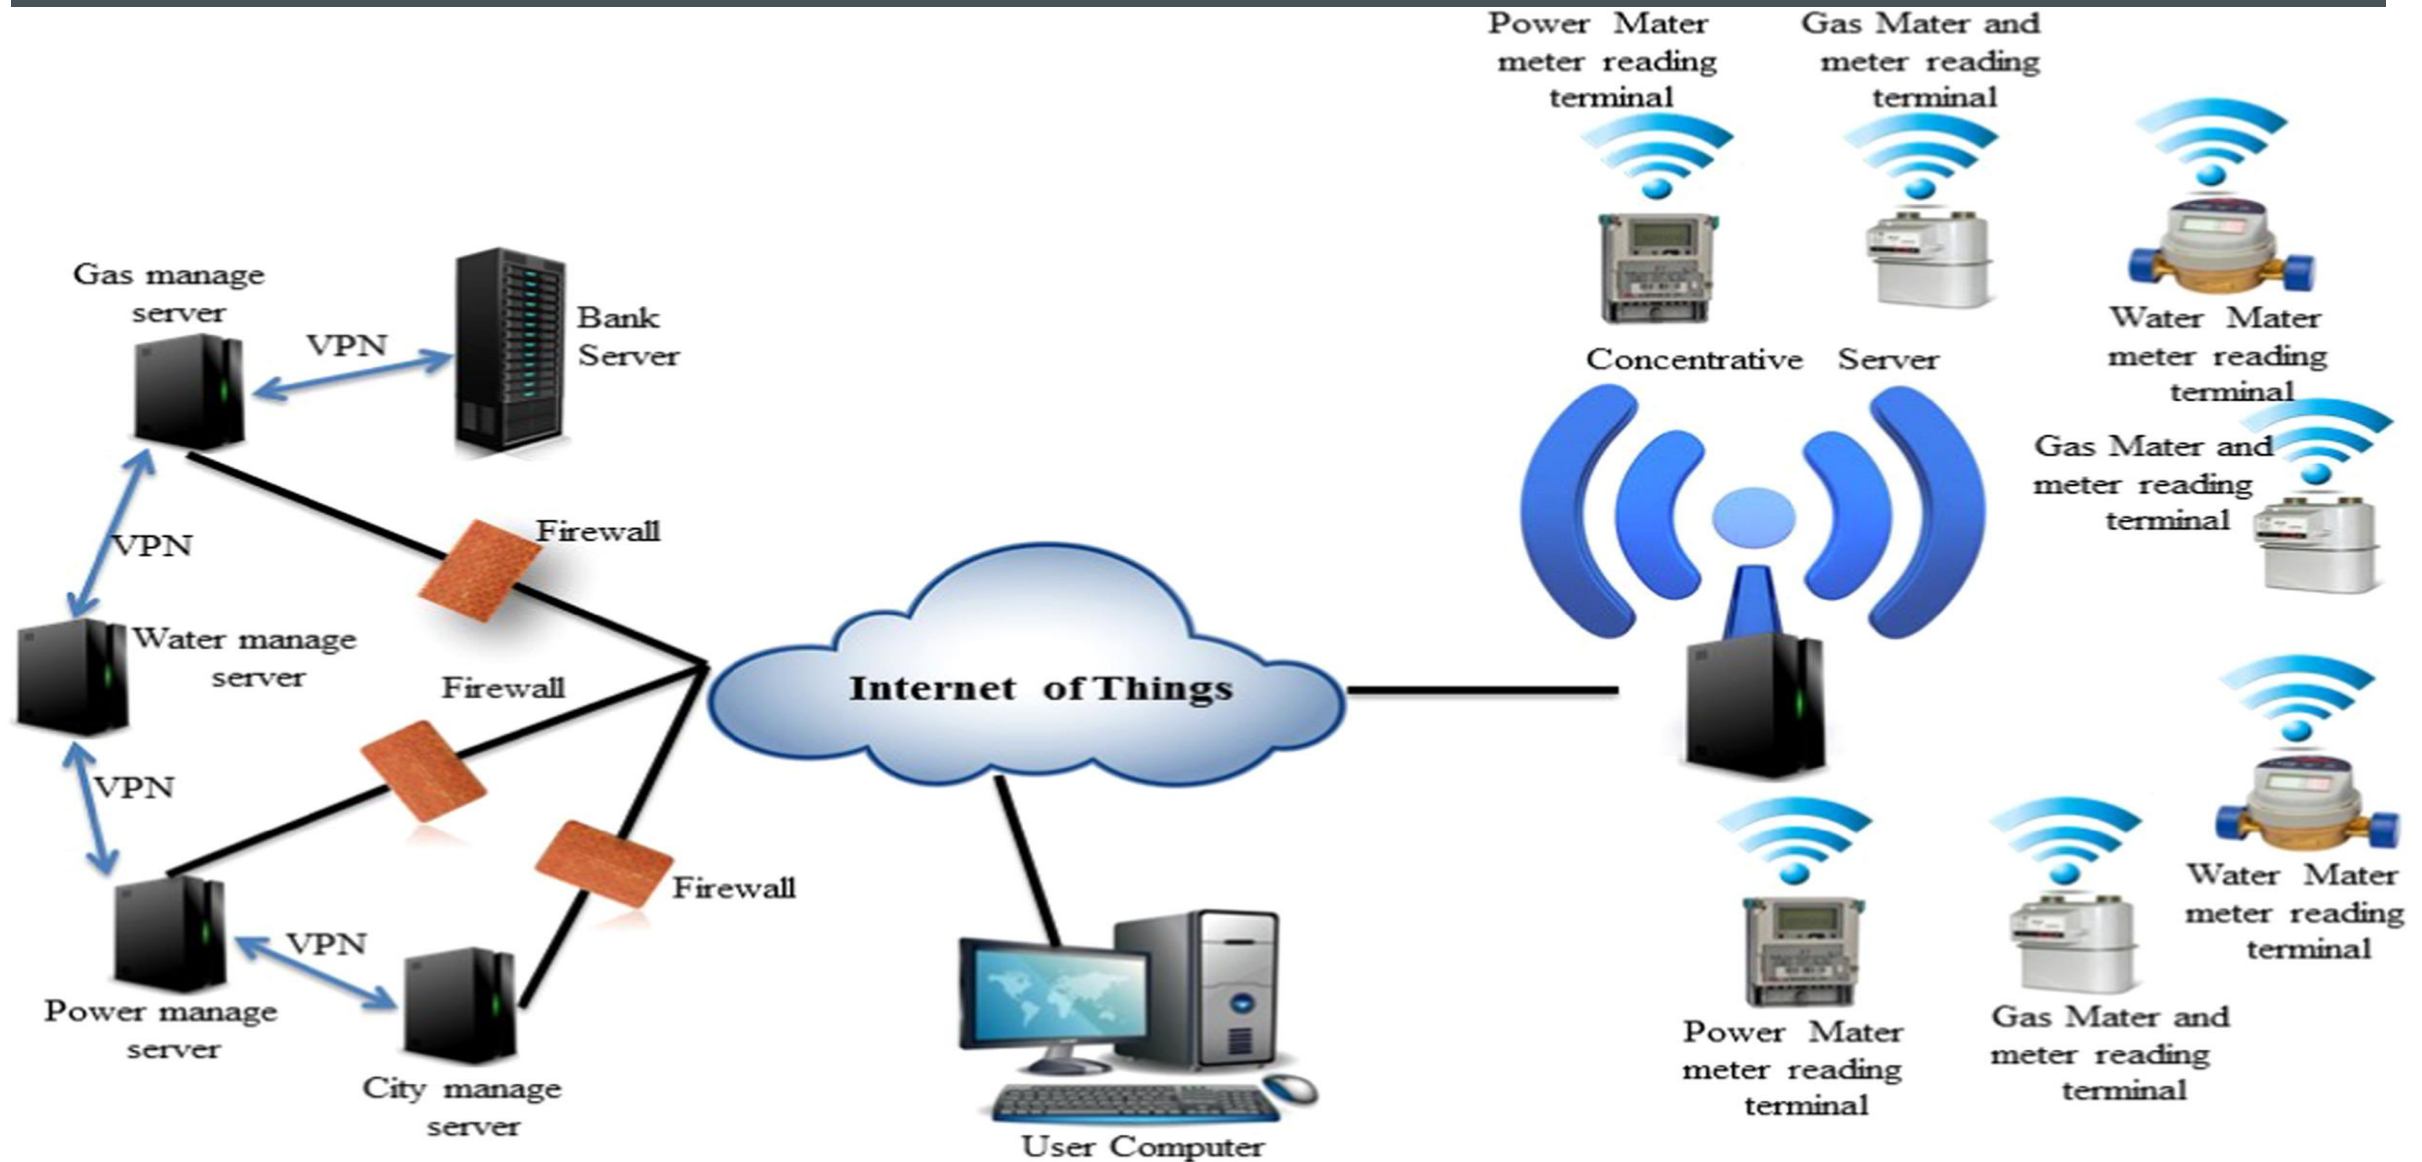 Power Mater
meter reading
terminal
Gas Mater and
meter reading
terminal
Gas manage
server
VPN
Bank
Server
Concentrative Server
Water Mater
meter reading
terminal
Gas Mater and
meter reading
terminal
VPN
Firewall
Water manage
server
Firewall
Internet of Things
VPN
Firewall
VPN
Power manage
server
City manage
server
User Computer
Power Mater
meter reading
terminal
Gas Mater and
meter reading
terminal
Water Mater
meter reading
terminal